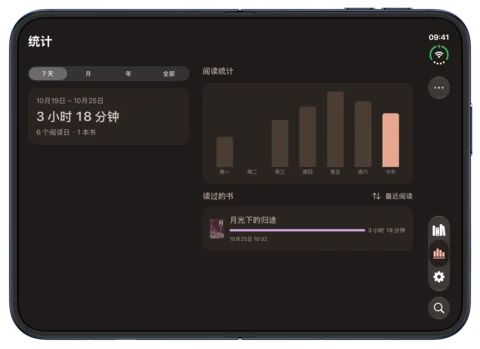 09:41
统计
7 天 月 年 全部
10月19日 – 10月25日
3 小时 18 分钟
6 个阅读日 · 1 本书
阅读统计
周一 周二 周三 周四 周五 周六 今天
读过的书
最近阅读
月光下的归途
3 小时 18 分钟
10月25日 10:32